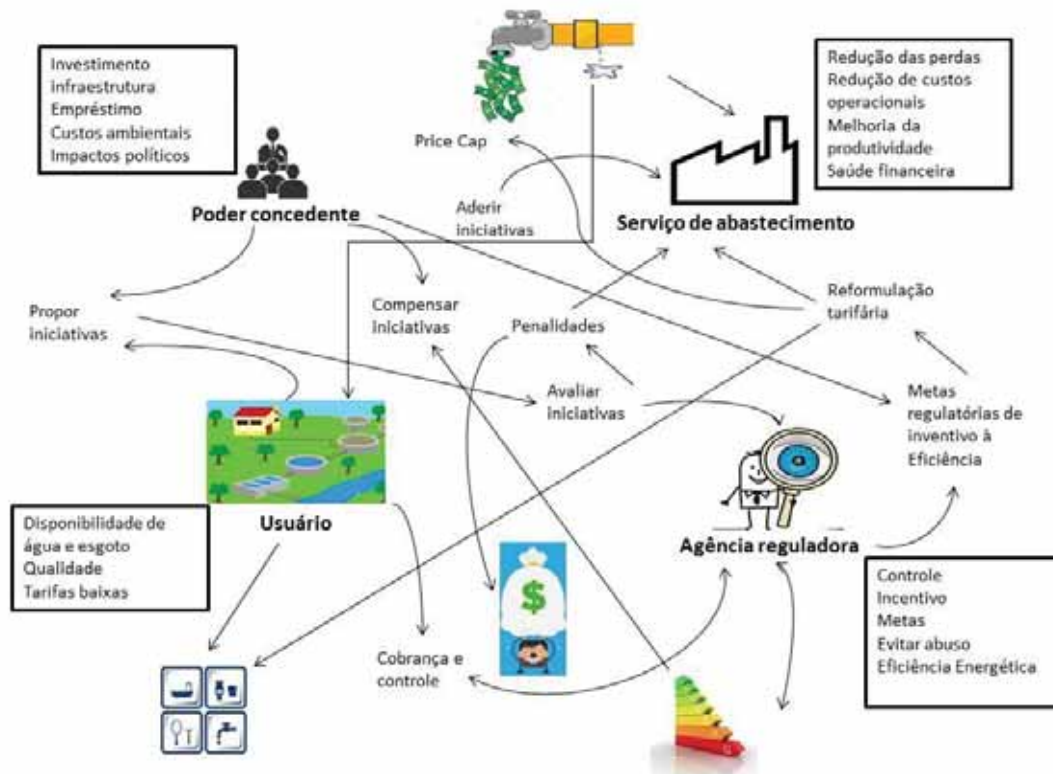 Investimento
infraestrutura
Empréstimo
Custos ambientais
Impactos políticos
Redução das perdas
Redução de custos
operacionais
Melhoria da
produtividade
Saúde financeira
Price Cap
Poder concedente
Aderir
iniciativas
Serviço de abastecimento
Propor
iniciativas
Compensar
iniciativas
Penalidades
Reformulação
tarifária
Avaliar
iniciativas
Metas
regulatórias de
inventivo à
Eficiência
Usuário
Agência reguladora
Disponibilidade de
água e esgoto
Qualidade
Tarifas baixas
$
Controle
Incentivo
Metas
Evitar abuso
Eficiência Energética
Cobrança e
controle